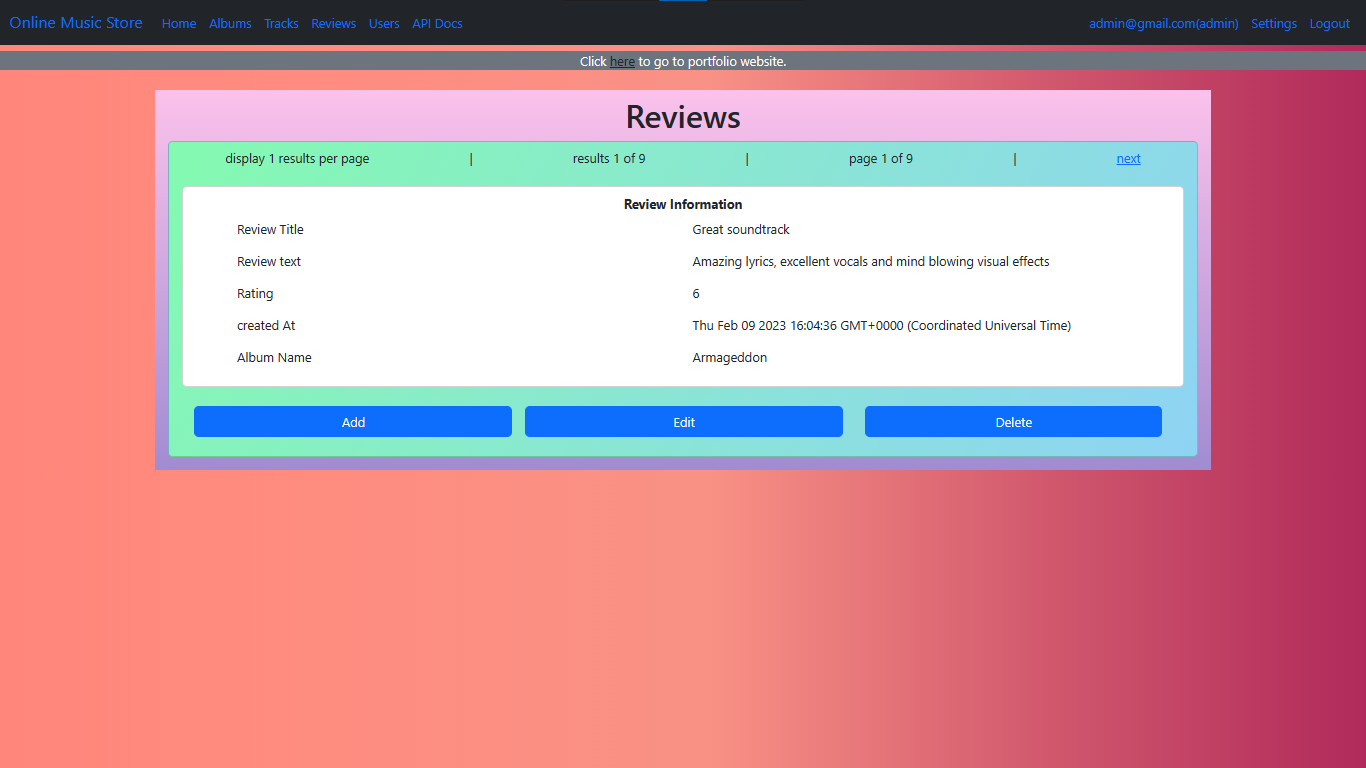 Online Music Store Home Albums Tracks Reviews Users API Docs admin@gmail.com(admin) Settings Logout
Click here to go to portfolio website.
Reviews
display 1 results per page | results 1 of 9 | page 1 of 9 | next
Review Information
Review Title Great soundtrack
Review text Amazing lyrics, excellent vocals and mind blowing visual effects
Rating 6
created At Thu Feb 09 2023 16:04:36 GMT+0000 (Coordinated Universal Time)
Album Name Armageddon
Add Edit Delete